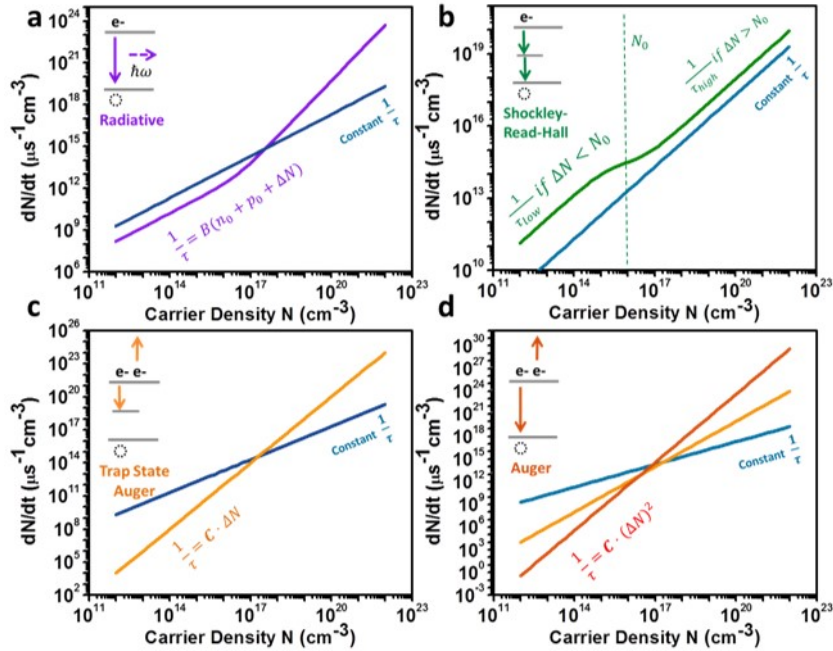 a
10^24
10^21
10^18
10^15
10^12
10^9
10^6
dN/dt (μs^-1cm^-3)
e-
ħω
Radiative
Constant 1/τ
1/τ = B(n₀ + p₀ + ΔN)
10^11 10^14 10^17 10^20 10^23
Carrier Density N (cm^-3)
b
10^19
10^16
10^13
10^10
dN/dt (μs^-1cm^-3)
e-
Shockley-
Read-Hall
N₀
1/τ_low if ΔN < N₀
1/τ_high if ΔN > N₀
Constant 1/τ
10^11 10^14 10^17 10^20 10^23
Carrier Density N (cm^-3)
c
10^26
10^23
10^20
10^17
10^14
10^11
10^8
10^5
10^2
dN/dt (μs^-1cm^-3)
e- e-
Trap State
Auger
Constant 1/τ
1/τ = C · ΔN
10^11 10^14 10^17 10^20 10^23
Carrier Density N (cm^-3)
d
10^30
10^27
10^24
10^21
10^18
10^15
10^12
10^9
10^6
10^3
10^0
10^-3
dN/dt (μs^-1cm^-3)
e- e-
Auger
Constant 1/τ
1/τ = C · (ΔN)²
10^11 10^14 10^17 10^20 10^23
Carrier Density N (cm^-3)